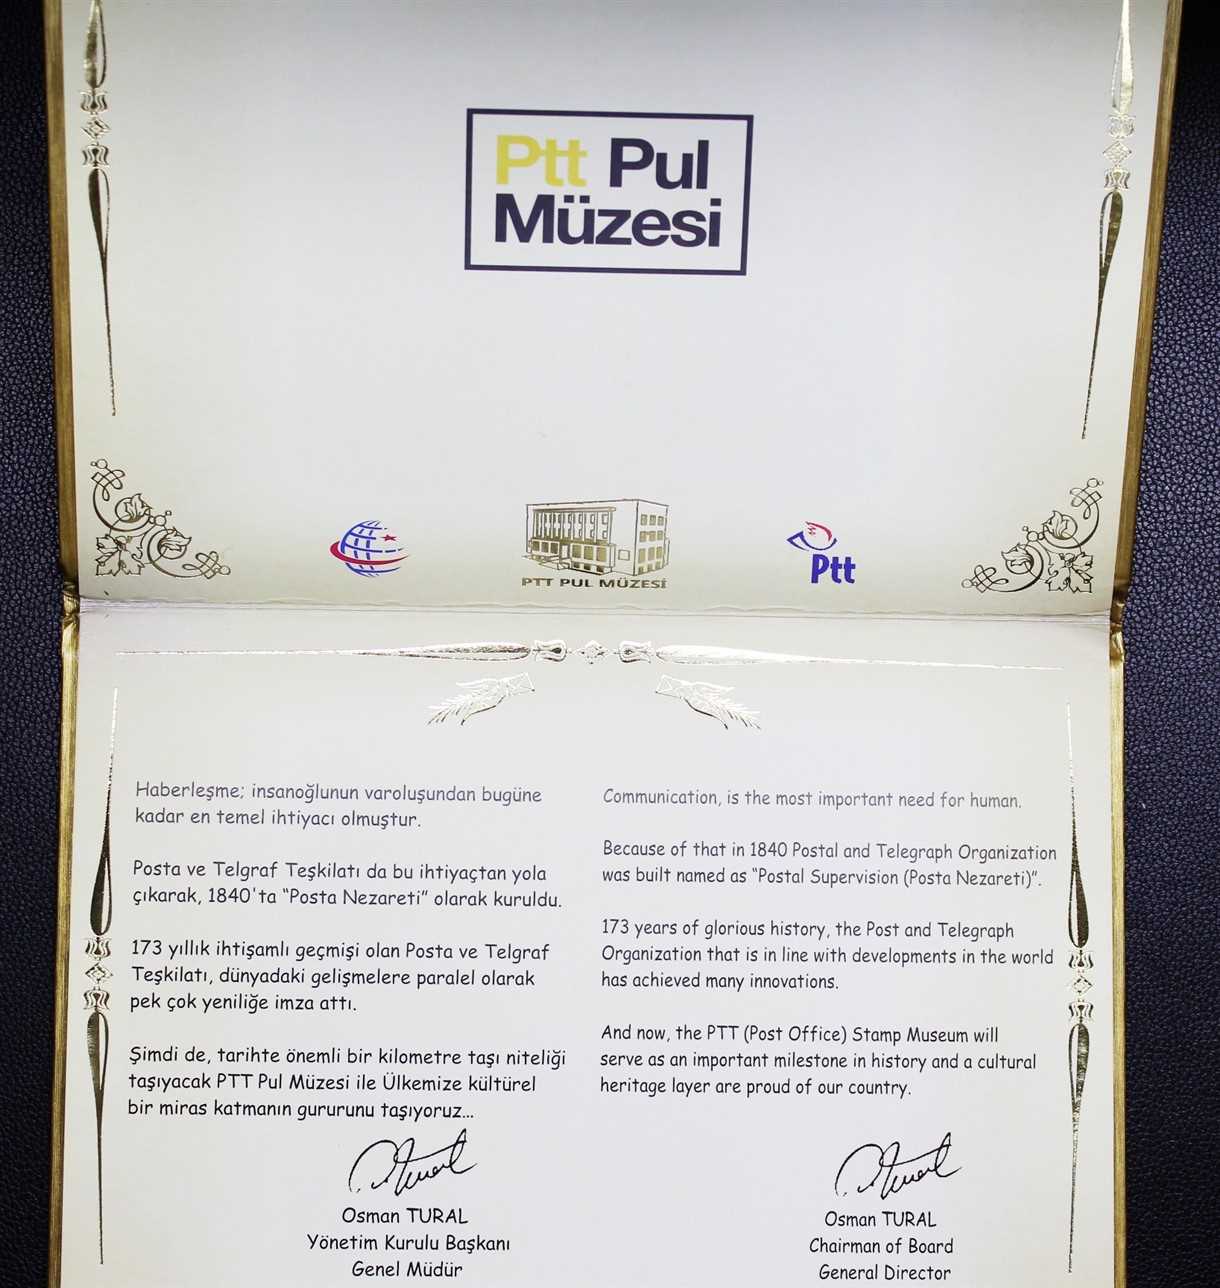 Ptt Pul
Müzesi
PTT PUL MÜZESİ
Ptt
Haberleşme; insanoğlunun varoluşundan bugüne
kadar en temel ihtiyacı olmuştur.
Posta ve Telgraf Teşkilatı da bu ihtiyaçtan yola
çıkarak, 1840'ta “Posta Nezareti” olarak kuruldu.
173 yıllık ihtişamlı geçmişi olan Posta ve Telgraf
Teşkilatı, dünyadaki gelişmelere paralel olarak
pek çok yeniliğe imza attı.
Şimdi de, tarihte önemli bir kilometre taşı niteliği
taşıyacak PTT Pul Müzesi ile Ülkemize kültürel
bir miras katmanın gururunu taşıyoruz...
Osman TURAL
Yönetim Kurulu Başkanı
Genel Müdür
Communication, is the most important need for human.
Because of that in 1840 Postal and Telegraph Organization
was built named as “Postal Supervision (Posta Nezareti)”.
173 years of glorious history, the Post and Telegraph
Organization that is in line with developments in the world
has achieved many innovations.
And now, the PTT (Post Office) Stamp Museum will
serve as an important milestone in history and a cultural
heritage layer are proud of our country.
Osman TURAL
Chairman of Board
General Director